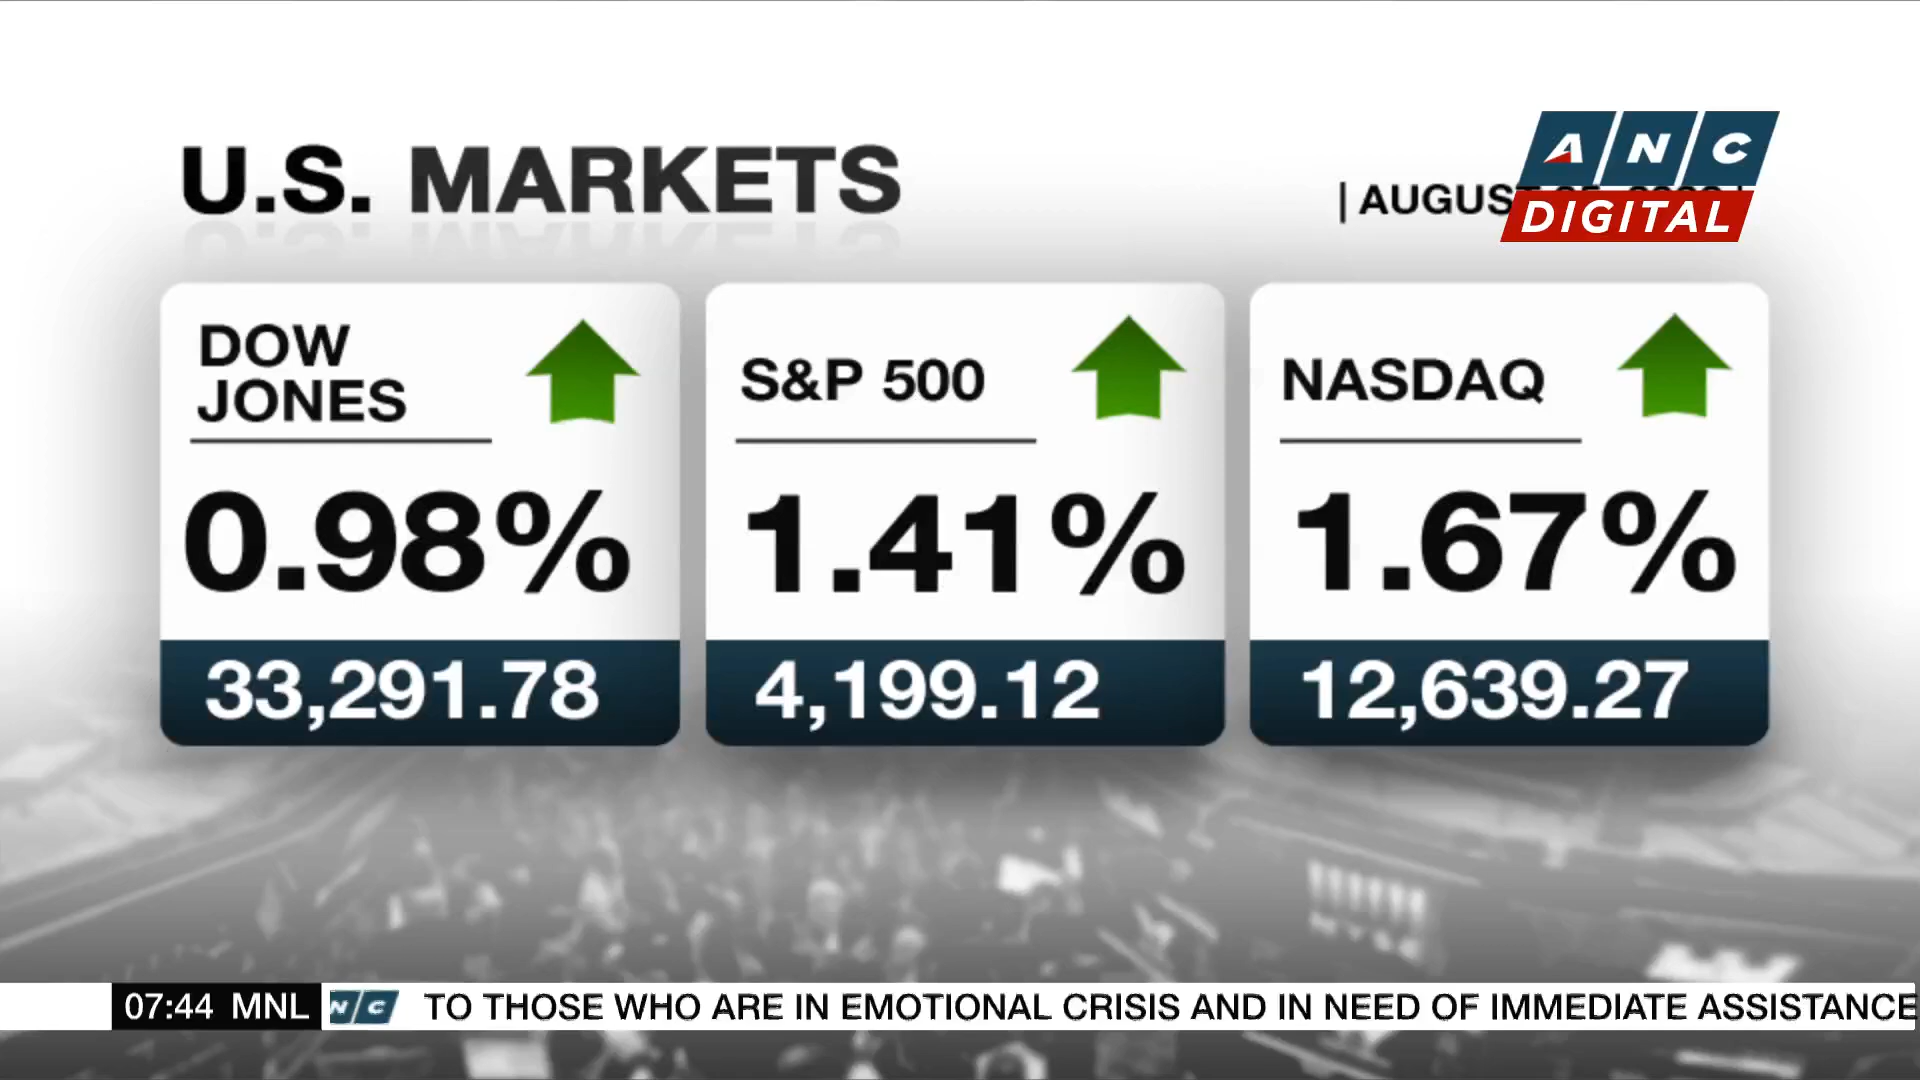 U.S. MARKETS
| AUGUS
ANC
DIGITAL
DOW
JONES
0.98%
33,291.78
S&P 500
1.41%
4,199.12
NASDAQ
1.67%
12,639.27
07:44 MNL
NC
TO THOSE WHO ARE IN EMOTIONAL CRISIS AND IN NEED OF IMMEDIATE ASSISTANCE